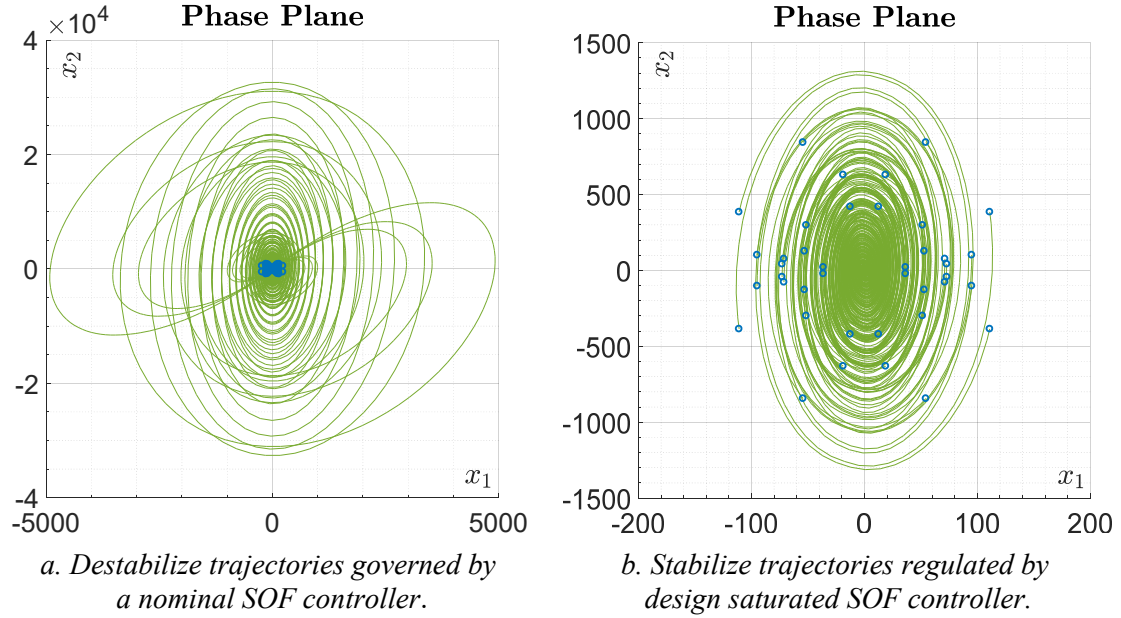 Phase Plane
×10⁴
4
2
0
-2
-4
x₂
x₁
-5000 0 5000
a. Destabilize trajectories governed by
a nominal SOF controller.
Phase Plane
1500
1000
500
0
-500
-1000
-1500
x₂
x₁
-200 -100 0 100 200
b. Stabilize trajectories regulated by
design saturated SOF controller.